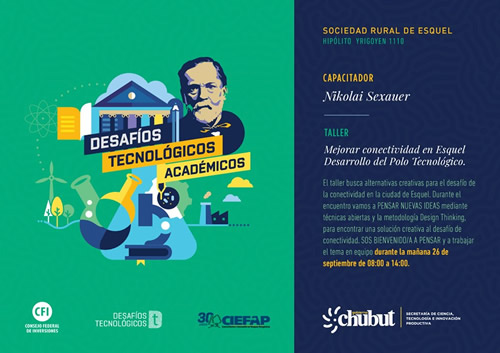 SOCIEDAD RURAL DE ESQUEL
HIPÓLITO YRIGOYEN 1110
CAPACITADOR
Nikolai Sexauer
TALLER
Mejorar conectividad en Esquel
Desarrollo del Polo Tecnológico.
El taller busca alternativas creativas para el desafío de
la conectividad en la ciudad de Esquel. Durante el
encuentro vamos a PENSAR NUEVAS IDEAS mediante
técnicas abiertas y la metodología Design Thinking,
para encontrar una solución creativa al desafío de
conectividad. SOS BIENVENIDO/A A PENSAR y a trabajar
el tema en equipo durante la mañana 26 de
septiembre de 08:00 a 14:00.
DESAFÍOS
TECNOLÓGICOS
ACADÉMICOS
CFI
CONSEJO FEDERAL
DE INVERSIONES
DESAFÍOS
TECNOLÓGICOS t
30 CIEFAP
chubut
SECRETARÍA DE CIENCIA,
TECNOLOGÍA E INNOVACIÓN
PRODUCTIVA